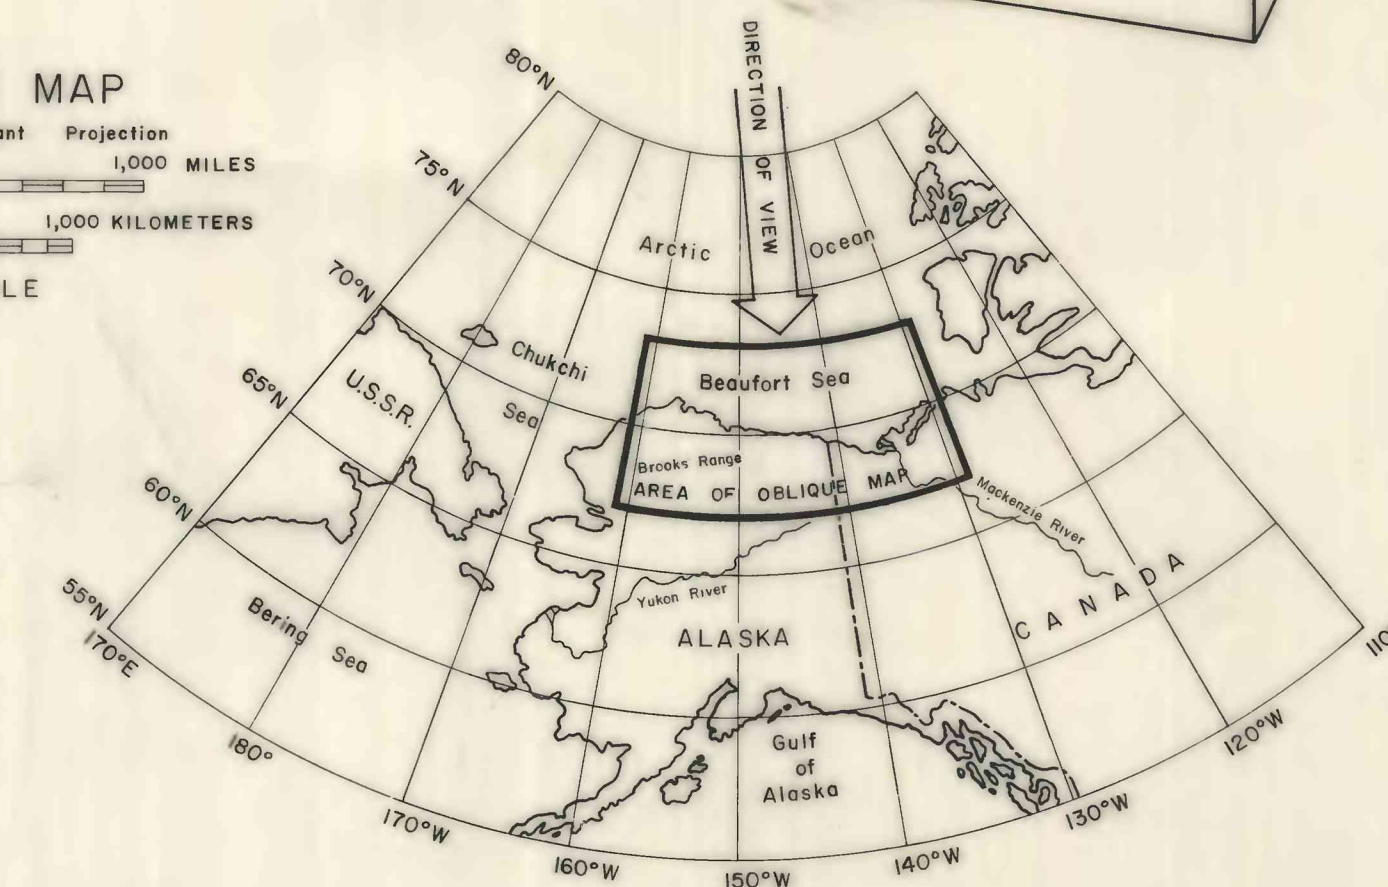 MAP
Projection
1,000 MILES
1,000 KILOMETERS
80°N
75°N
70°N
65°N
60°N
55°N
170°E
180°
170°W
160°W
150°W
140°W
130°W
120°W
DIRECTION OF VIEW
Arctic Ocean
Chukchi
Sea
U.S.S.R.
Beaufort Sea
Brooks Range
AREA OF OBLIQUE MAP
Mackenzie River
Yukon River
ALASKA
CANADA
Bering
Sea
Gulf
of
Alaska